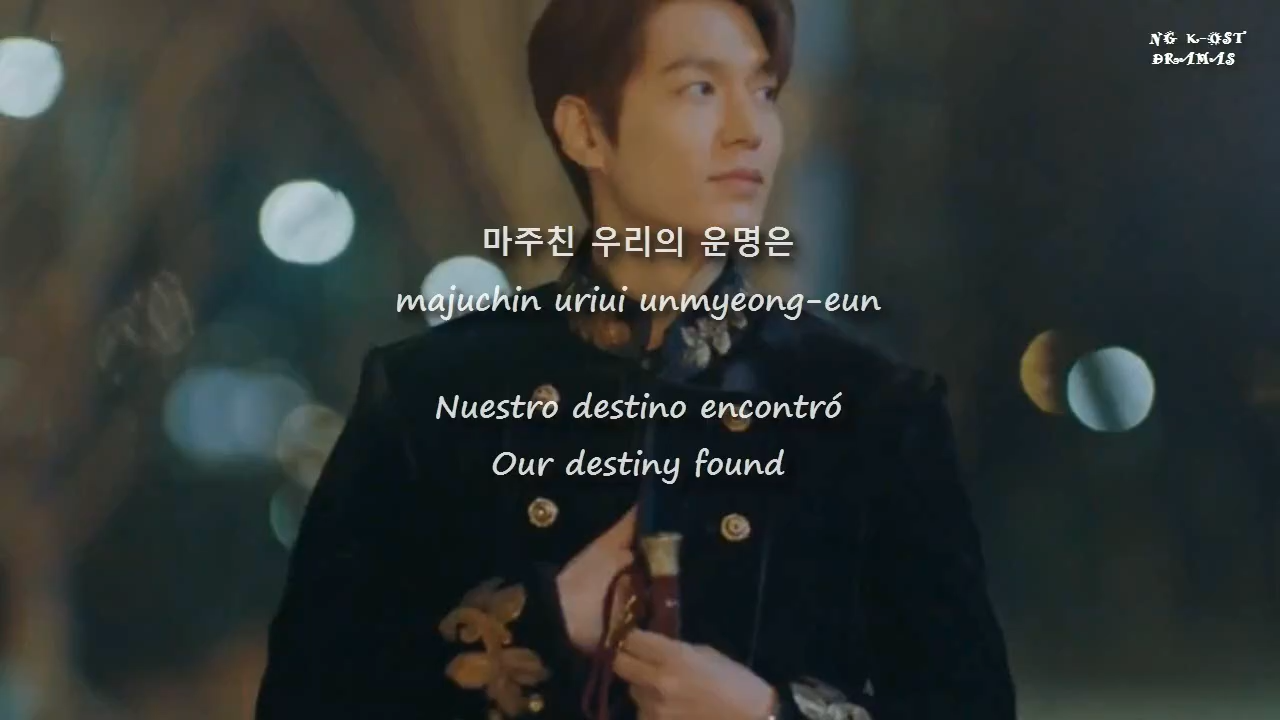 NG K-OST
DRAMAS
마주친 우리의 운명은
majuchin uriui unmyeong-eun
Nuestro destino encontró
Our destiny found